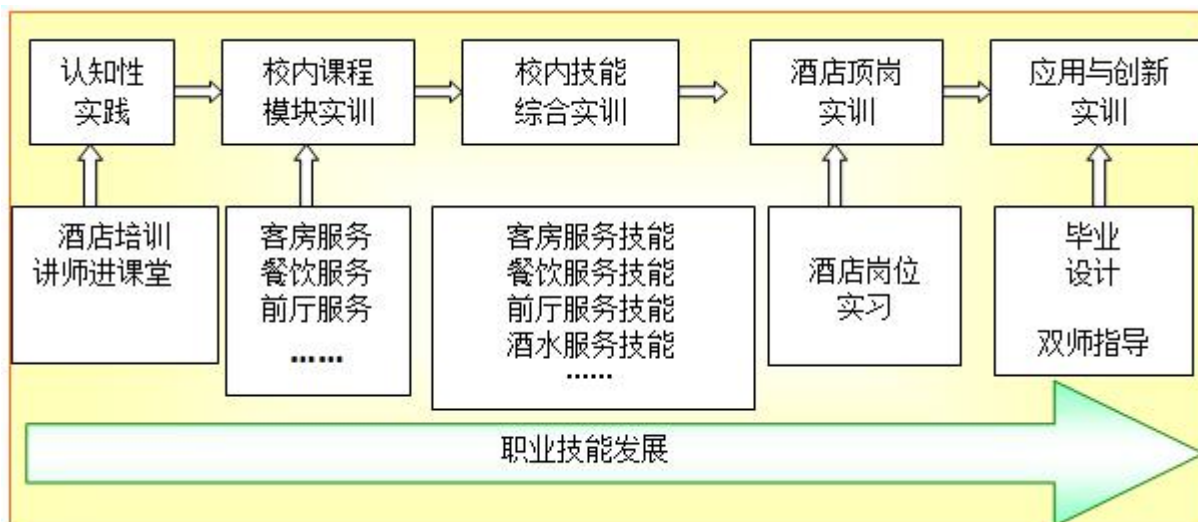 认知性
实践
校内课程
模块实训
校内技能
综合实训
酒店顶岗
实训
应用与创新
实训
酒店培训
讲师进课堂
客房服务
餐饮服务
前厅服务
……
客房服务技能
餐饮服务技能
前厅服务技能
酒水服务技能
……
酒店岗位
实习
毕业
设计
双师指导
职业技能发展